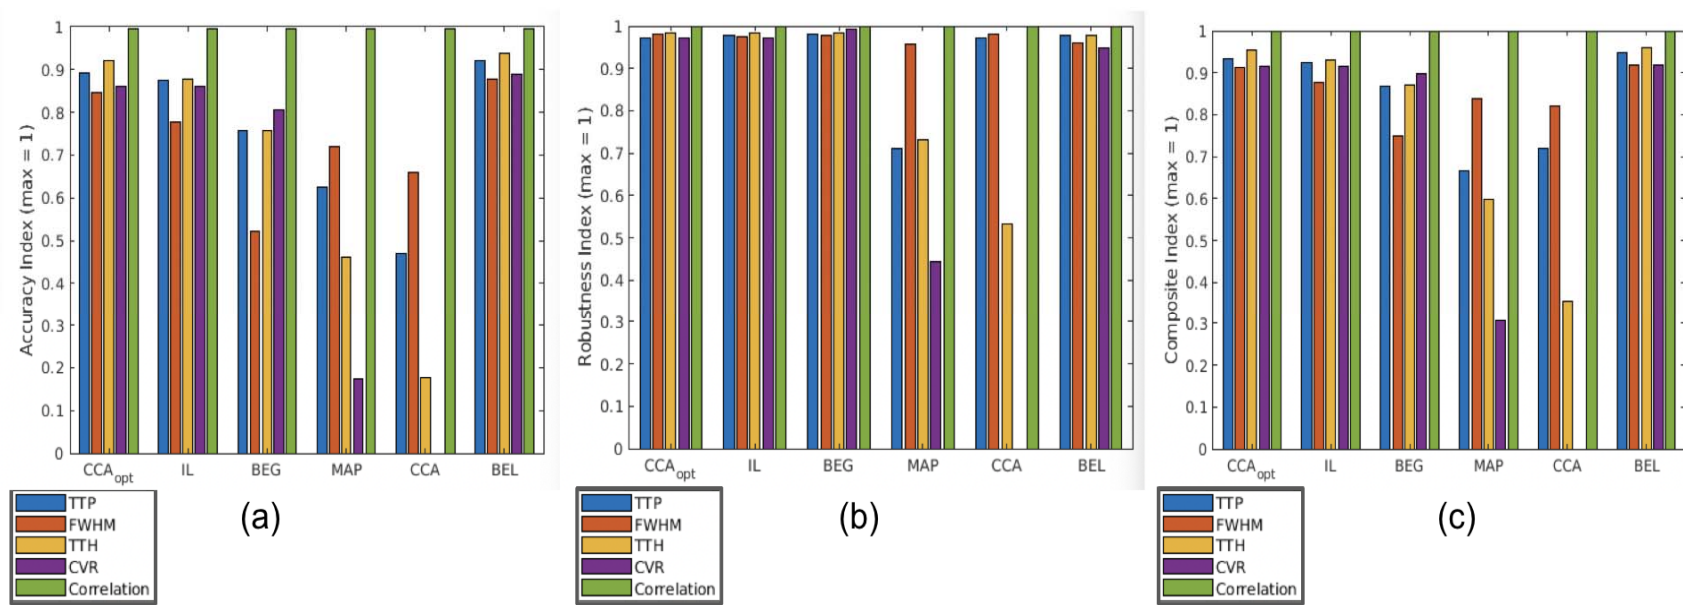 Accuracy Index (max = 1)
1
0.9
0.8
0.7
0.6
0.5
0.4
0.3
0.2
0.1
0
CCAopt IL BEG MAP CCA BEL
TTP
FWHM
TTH
CVR
Correlation
(a)
Robustness Index (max = 1)
1
0.9
0.8
0.7
0.6
0.5
0.4
0.3
0.2
0.1
0
CCAopt IL BEG MAP CCA BEL
TTP
FWHM
TTH
CVR
Correlation
(b)
Composite Index (max = 1)
1
0.9
0.8
0.7
0.6
0.5
0.4
0.3
0.2
0.1
0
CCAopt IL BEG MAP CCA BEL
TTP
FWHM
TTH
CVR
Correlation
(c)